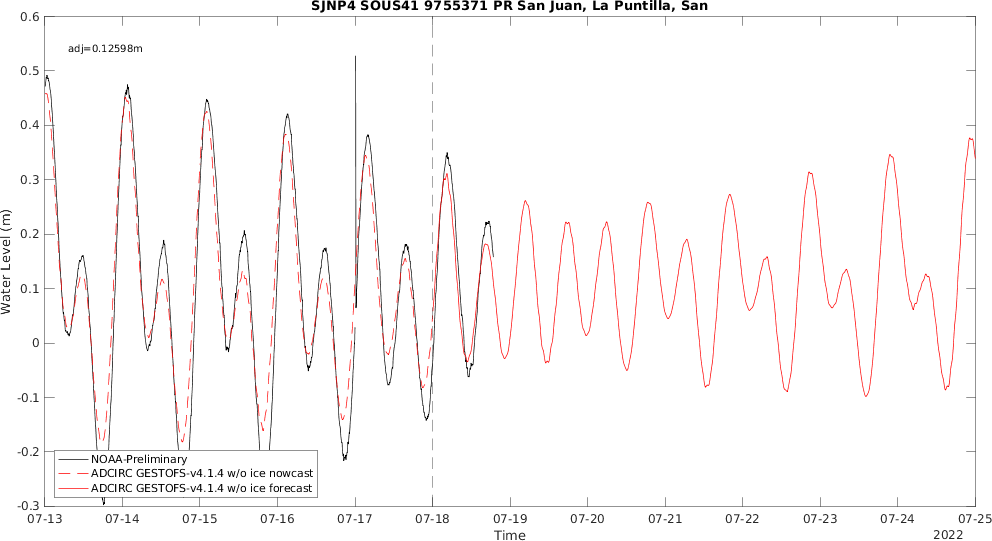 SJNP4 SOUS41 9755371 PR San Juan, La Puntilla, San
adj=0.12598m
Water Level (m)
0.6
0.5
0.4
0.3
0.2
0.1
0
-0.1
-0.2
-0.3
NOAA-Preliminary
ADCIRC GESTOFS-v4.1.4 w/o ice nowcast
ADCIRC GESTOFS-v4.1.4 w/o ice forecast
07-13 07-14 07-15 07-16 07-17 07-18 07-19 07-20 07-21 07-22 07-23 07-24 07-25
Time
2022